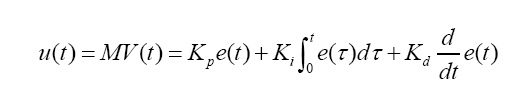 u(t) = MV(t) = K_p e(t) + K_i ∫_0^t e(τ)dτ + K_d d/dt e(t)